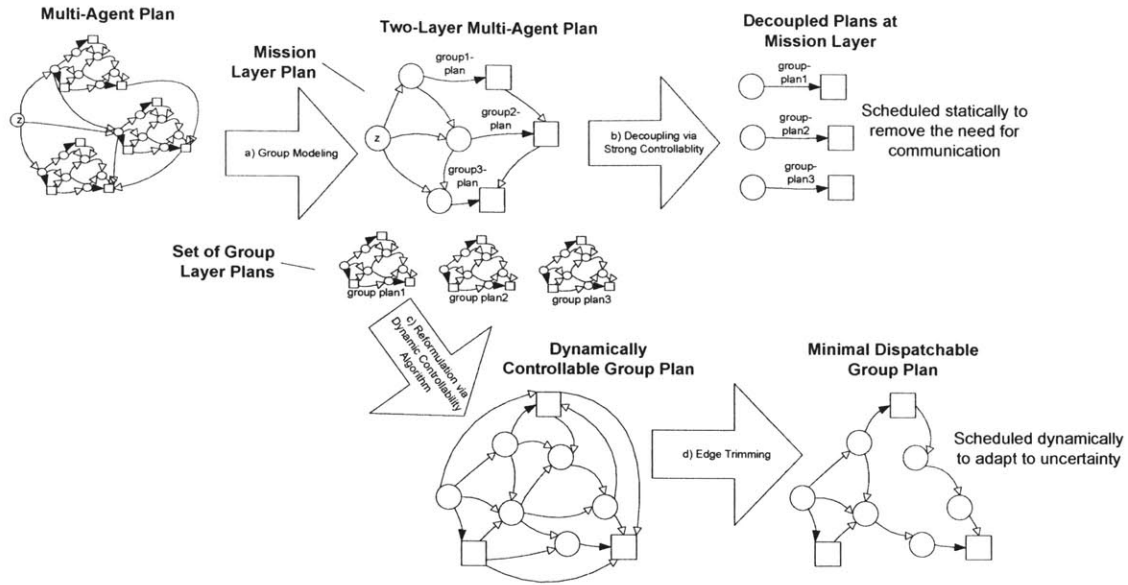 Multi-Agent Plan
z
a) Group Modeling
Mission
Layer Plan
Two-Layer Multi-Agent Plan
group1-
plan
group2-
plan
z
group3-
plan
b) Decoupling via
Strong Controllablity
Decoupled Plans at
Mission Layer
group-
plan1
group-
plan2
group-
plan3
Scheduled statically to
remove the need for
communication
Set of Group
Layer Plans
group plan1
group plan2
group plan3
c) Reformulation via
Dynamic Controllability
Algorithm
Dynamically
Controllable Group Plan
d) Edge Trimming
Minimal Dispatchable
Group Plan
Scheduled dynamically
to adapt to uncertainty